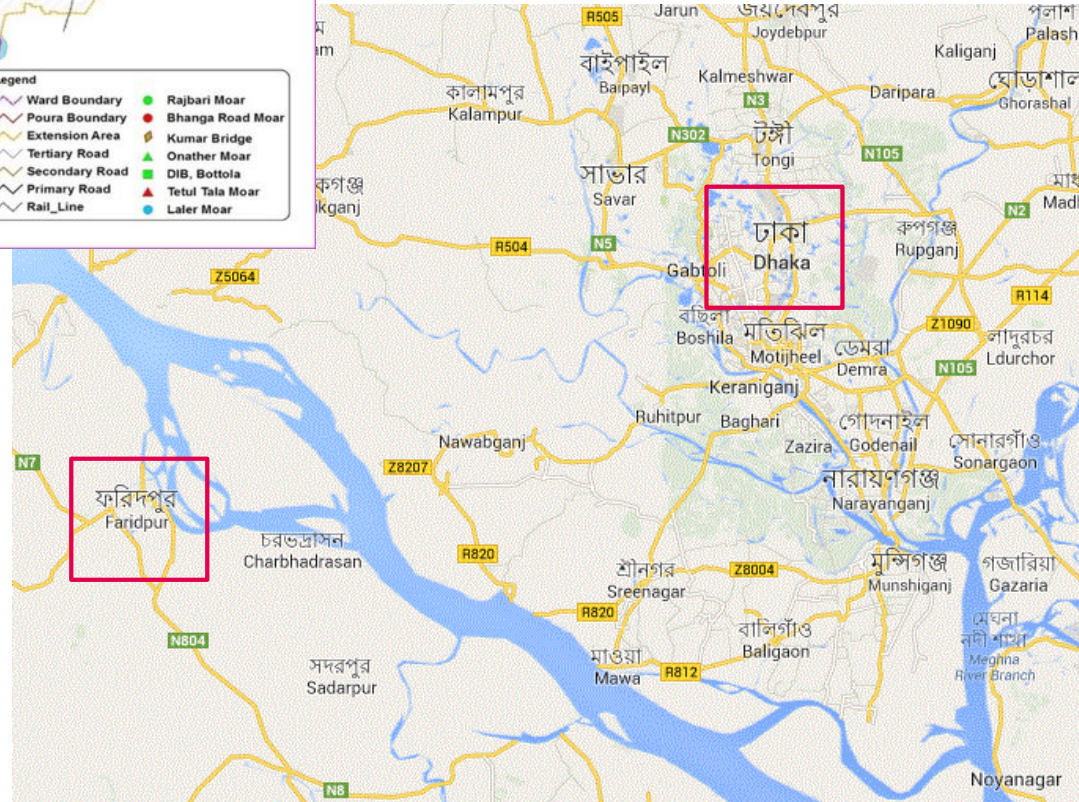 Legend
Ward Boundary
Poura Boundary
Extension Area
Tertiary Road
Secondary Road
Primary Road
Rail_Line
Rajbari Moar
Bhanga Road Moar
Kumar Bridge
Onather Moar
DIB, Bottola
Tetul Tala Moar
Laler Moar
R505
Jarun
জয়দেবপুর
Joydebpur
Kaliganj
বাইপাইল
Baipayl
Kalmeshwar
কালামপুর
Kalampur
N3
Daripara
ঘোড়াশাল
Ghorashal
N302
টঙ্গী
Tongi
N105
সাভার
Savar
N2
R504
N5
ঢাকা
Dhaka
রুপগঞ্জ
Rupganj
Gabtoli
Z5064
R114
বছিলা
Boshila
মতিঝিল
Motijheel
ডেমরা
Demra
Z1090
লাদুরচর
Ldurchor
N105
Keraniganj
Ruhitpur
Baghari
গোদনাইল
Godenail
Zazira
সোনারগাঁও
Sonargaon
Nawabganj
N7
Z8207
নারায়ণগঞ্জ
Narayanganj
ফরিদপুর
Faridpur
চরভদ্রাসন
Charbhadrasan
R820
শ্রীনগর
Sreenagar
Z8004
মুন্সিগঞ্জ
Munshiganj
গজারিয়া
Gazaria
R820
N804
বালিগাঁও
Baligaon
মেঘনা
নদী শাখা
Meghna
River Branch
সদরপুর
Sadarpur
মাওয়া
Mawa
R812
N8
Noyanagar